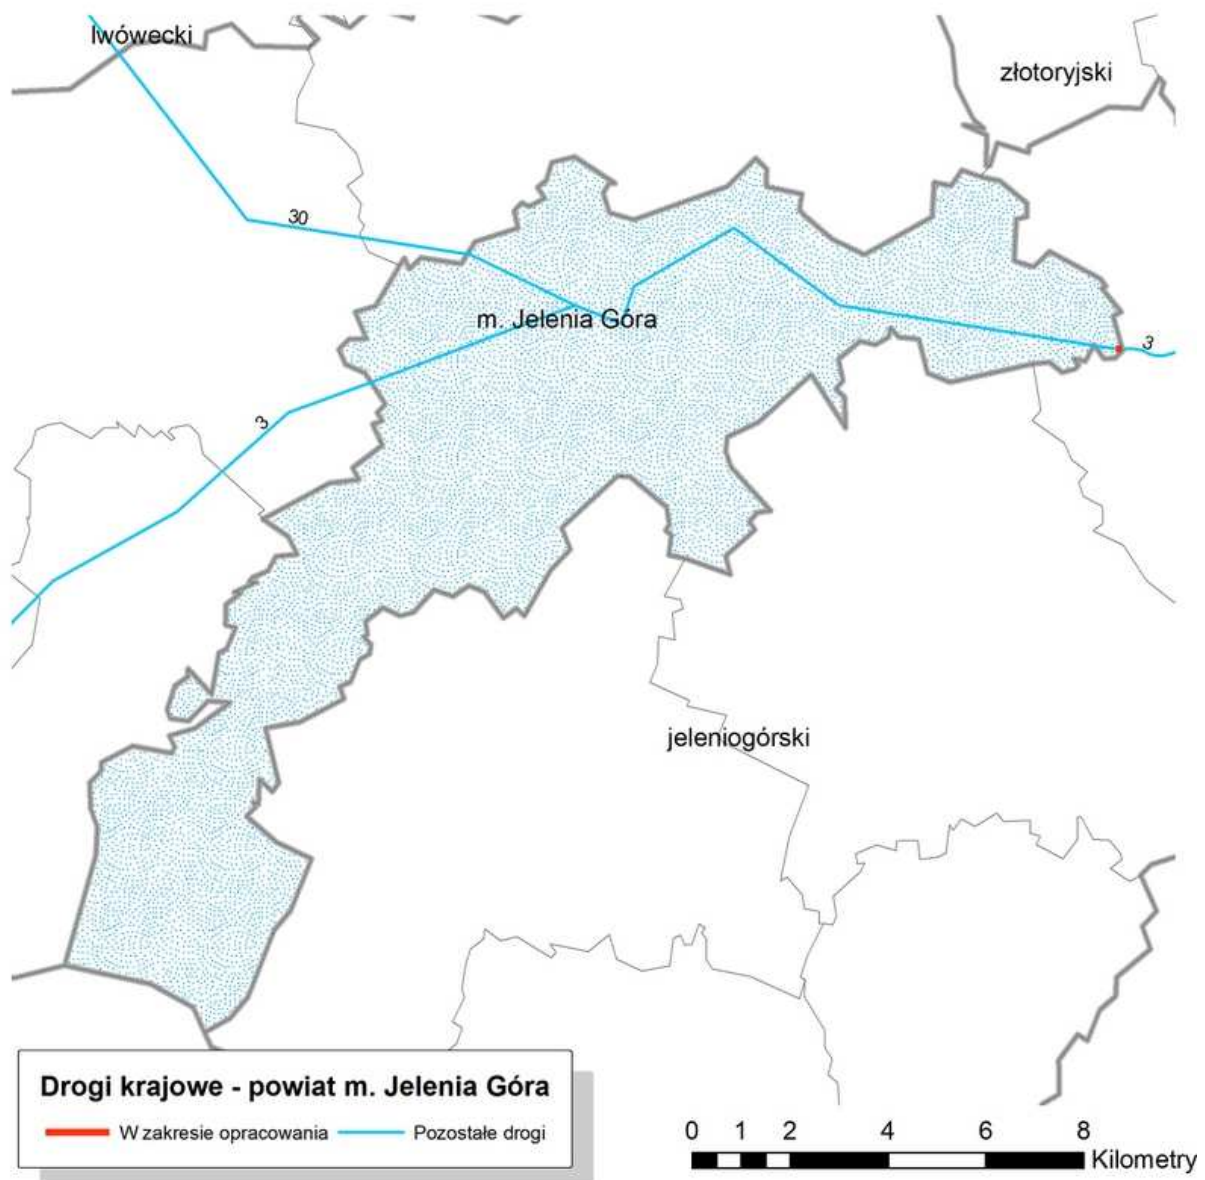 lwówecki
złotoryjski
30
m. Jelenia Góra
3
3
jeleniogórski
Drogi krajowe - powiat m. Jelenia Góra
W zakresie opracowania Pozostałe drogi
0 1 2 4 6 8
Kilometry